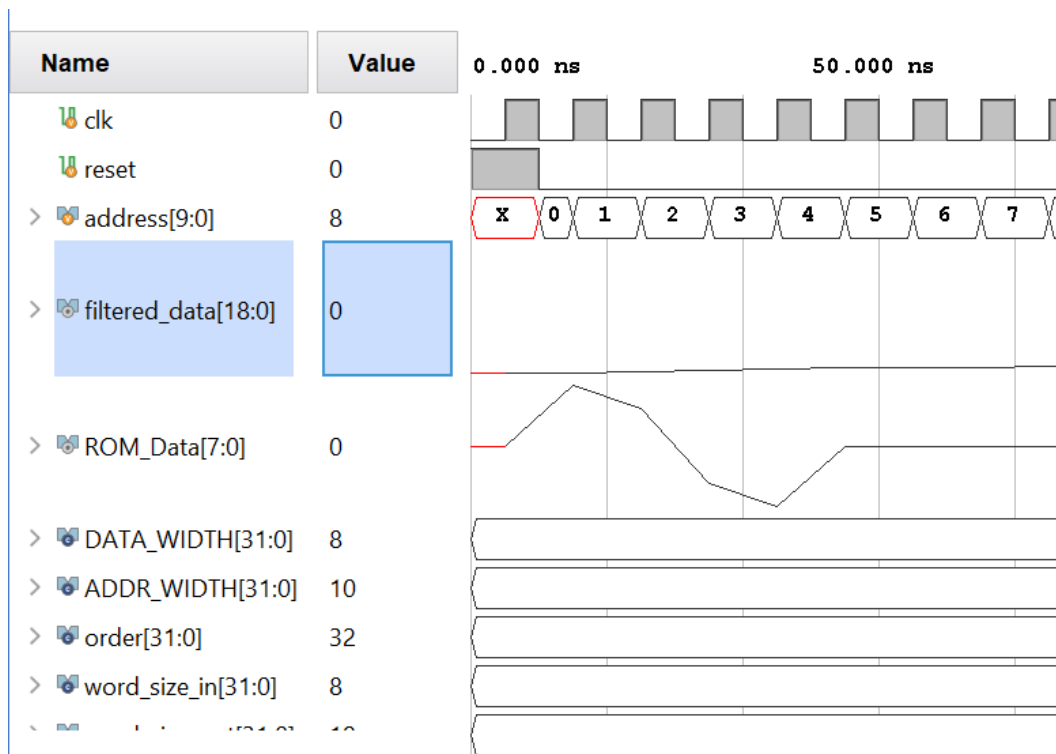 Name Value 0.000 ns 50.000 ns
clk 0
reset 0
address[9:0] 8 X 0 1 2 3 4 5 6 7
filtered_data[18:0] 0
ROM_Data[7:0] 0
DATA_WIDTH[31:0] 8
ADDR_WIDTH[31:0] 10
order[31:0] 32
word_size_in[31:0] 8